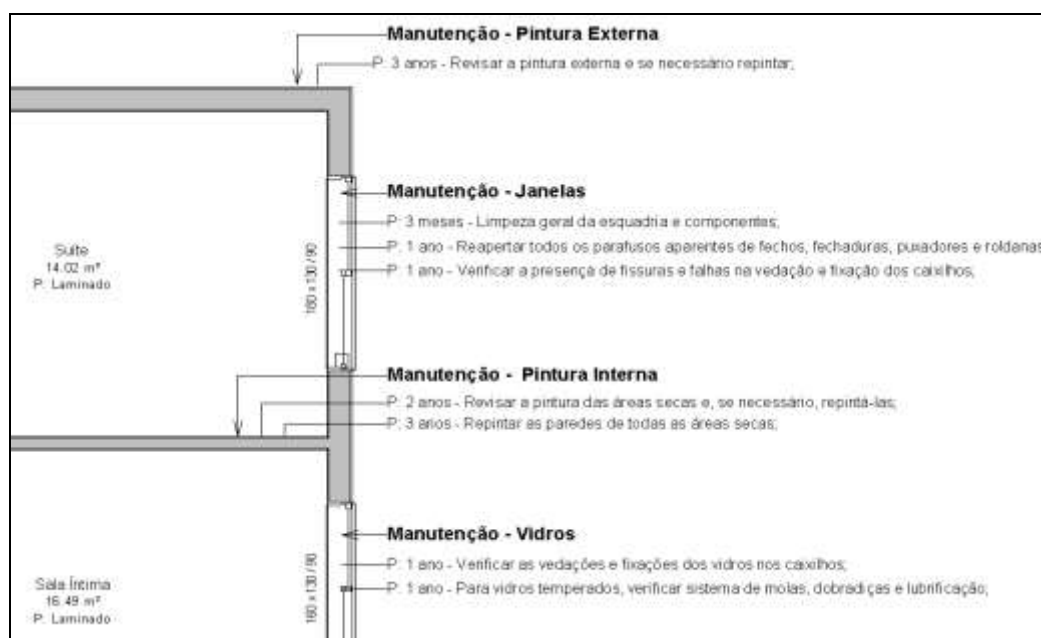 Manutenção - Pintura Externa
P: 3 anos - Revisar a pintura externa e se necessário repintar;
Manutenção - Janelas
P: 3 meses - Limpeza geral da esquadria e componentes;
P: 1 ano - Reapertar todos os parafusos aparentes de fechos, fechaduras, puxadores e roldanas
P: 1 ano - Verificar a presença de fissuras e falhas na vedação e fixação dos caixilhos;
Suíte
14.02 m²
P. Laminado
160 x 130 / 90
Manutenção - Pintura Interna
P: 2 anos - Revisar a pintura das áreas secas e, se necessário, repintá-las;
P: 3 anos - Repintar as paredes de todas as áreas secas;
Manutenção - Vidros
P: 1 ano - Verificar as vedações e fixações dos vidros nos caixilhos;
P: 1 ano - Para vidros temperados, verificar sistema de molas, dobradiças e lubrificação;
Sala Íntima
16.49 m²
P. Laminado
160 x 130 / 90